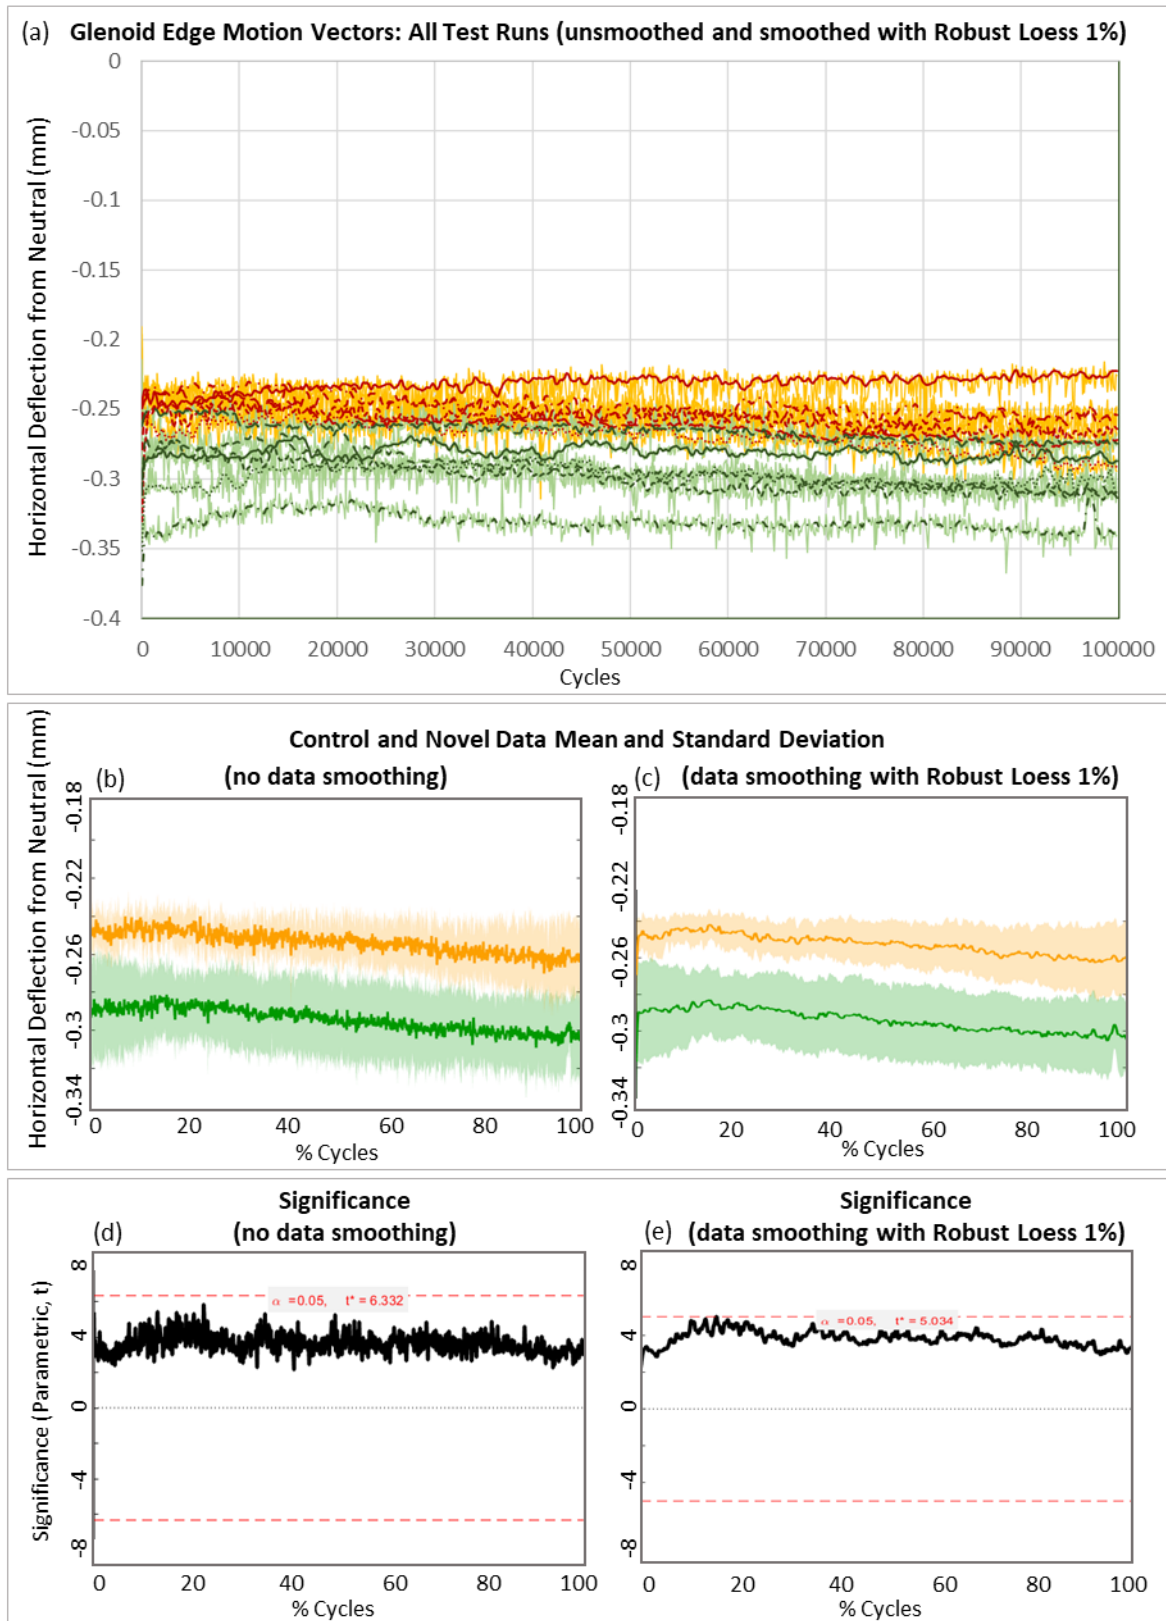 (a) Glenoid Edge Motion Vectors: All Test Runs (unsmoothed and smoothed with Robust Loess 1%)
Horizontal Deflection from Neutral (mm)
0
-0.05
-0.1
-0.15
-0.2
-0.25
-0.3
-0.35
-0.4
0 10000 20000 30000 40000 50000 60000 70000 80000 90000 100000
Cycles
Control and Novel Data Mean and Standard Deviation
(b) (no data smoothing)
Horizontal Deflection from Neutral (mm)
-0.18
-0.22
-0.26
-0.3
-0.34
0 20 40 60 80 100
% Cycles
(c) (data smoothing with Robust Loess 1%)
-0.18
-0.22
-0.26
-0.3
-0.34
0 20 40 60 80 100
% Cycles
Significance
(d) (no data smoothing)
Significance (Parametric, t)
8
4
0
-4
-8
α =0.05, t* = 6.332
0 20 40 60 80 100
% Cycles
Significance
(e) (data smoothing with Robust Loess 1%)
8
4
0
-4
-8
α =0.05, t* = 5.034
0 20 40 60 80 100
% Cycles